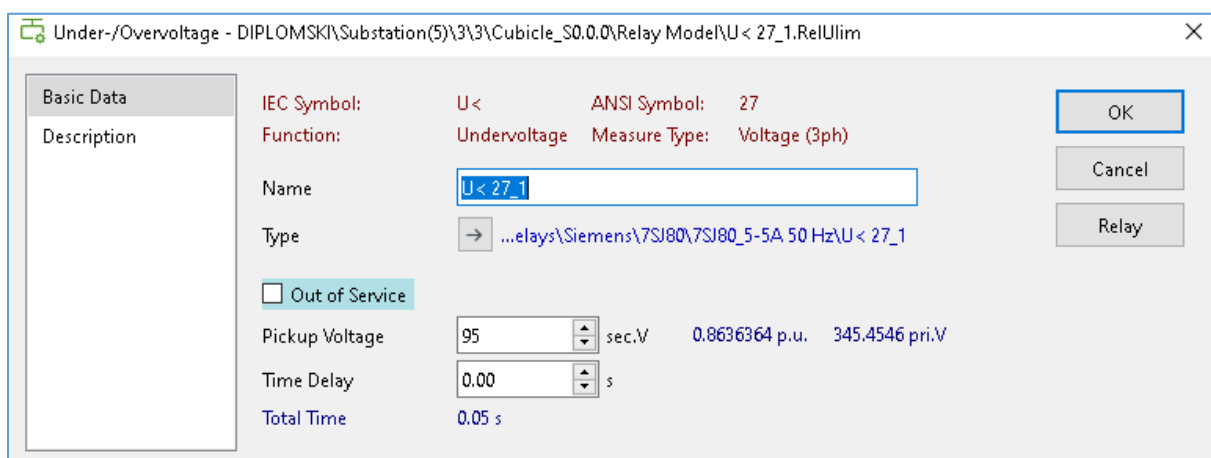 Under-/Overvoltage - DIPLOMSKI\Substation(5)\3\3\Cubicle_S0.0.0\Relay Model\U< 27_1.RelUlim
Basic Data
Description
IEC Symbol: U< ANSI Symbol: 27
Function: Undervoltage Measure Type: Voltage (3ph)
Name U< 27_1
Type ...elays\Siemens\7SJ80\7SJ80_5-5A 50 Hz\U< 27_1
Out of Service
Pickup Voltage 95 sec.V 0.8636364 p.u. 345.4546 pri.V
Time Delay 0.00 s
Total Time 0.05 s
OK
Cancel
Relay